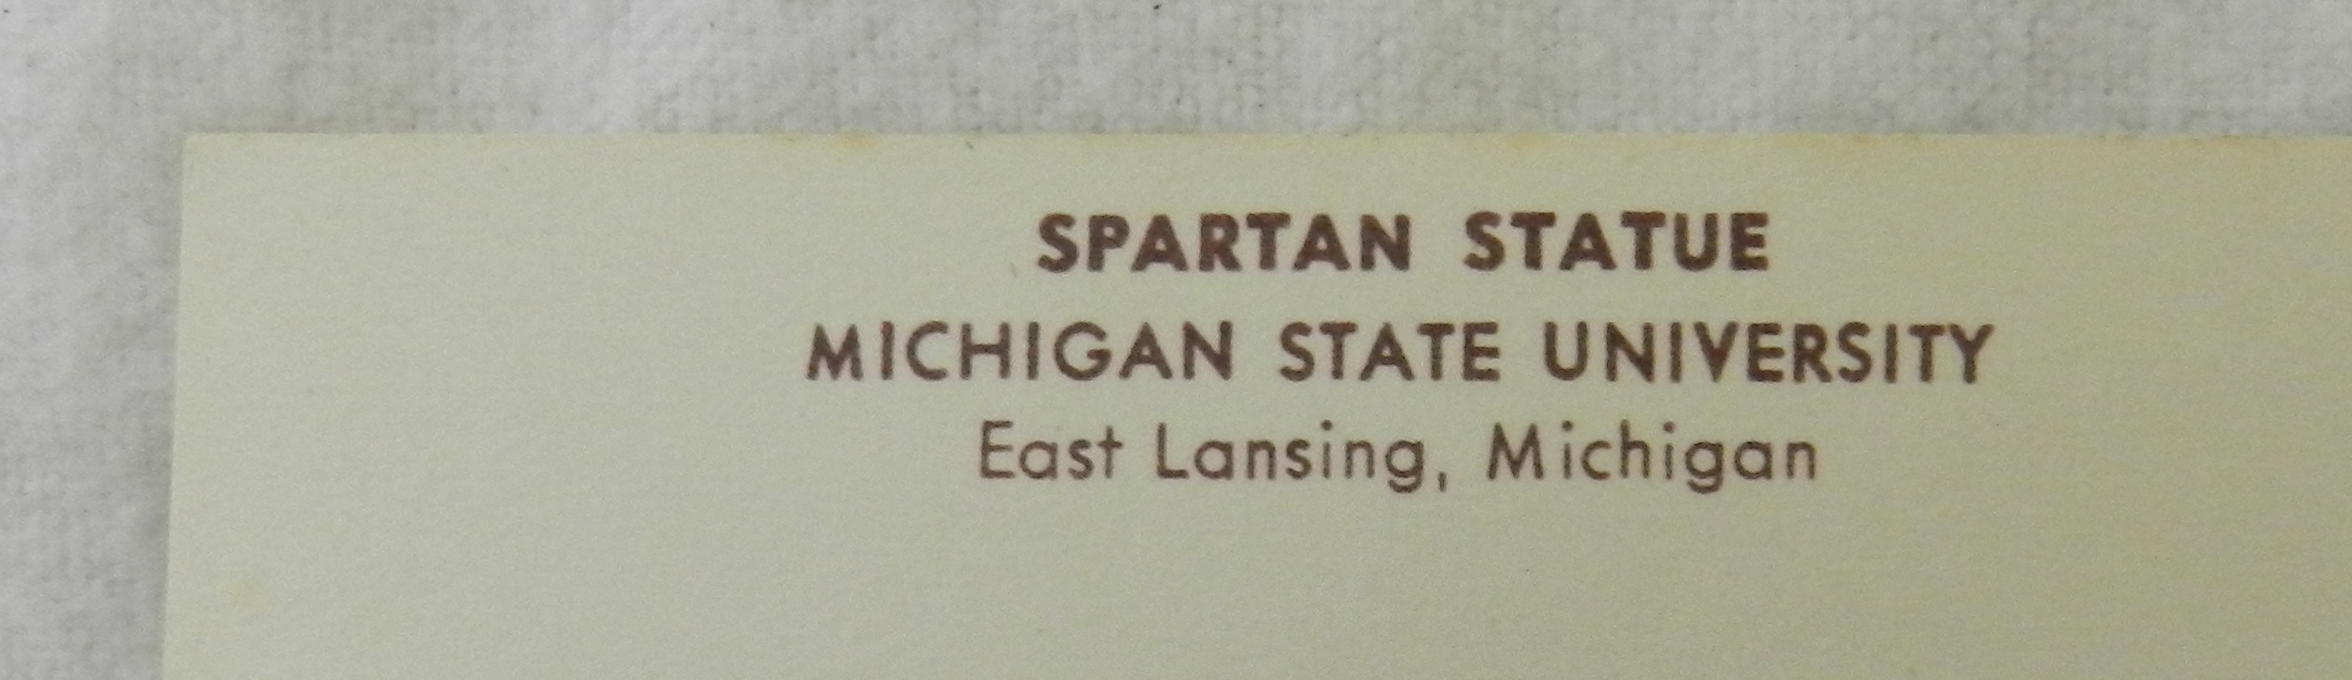 SPARTAN STATUE
MICHIGAN STATE UNIVERSITY
East Lansing, Michigan